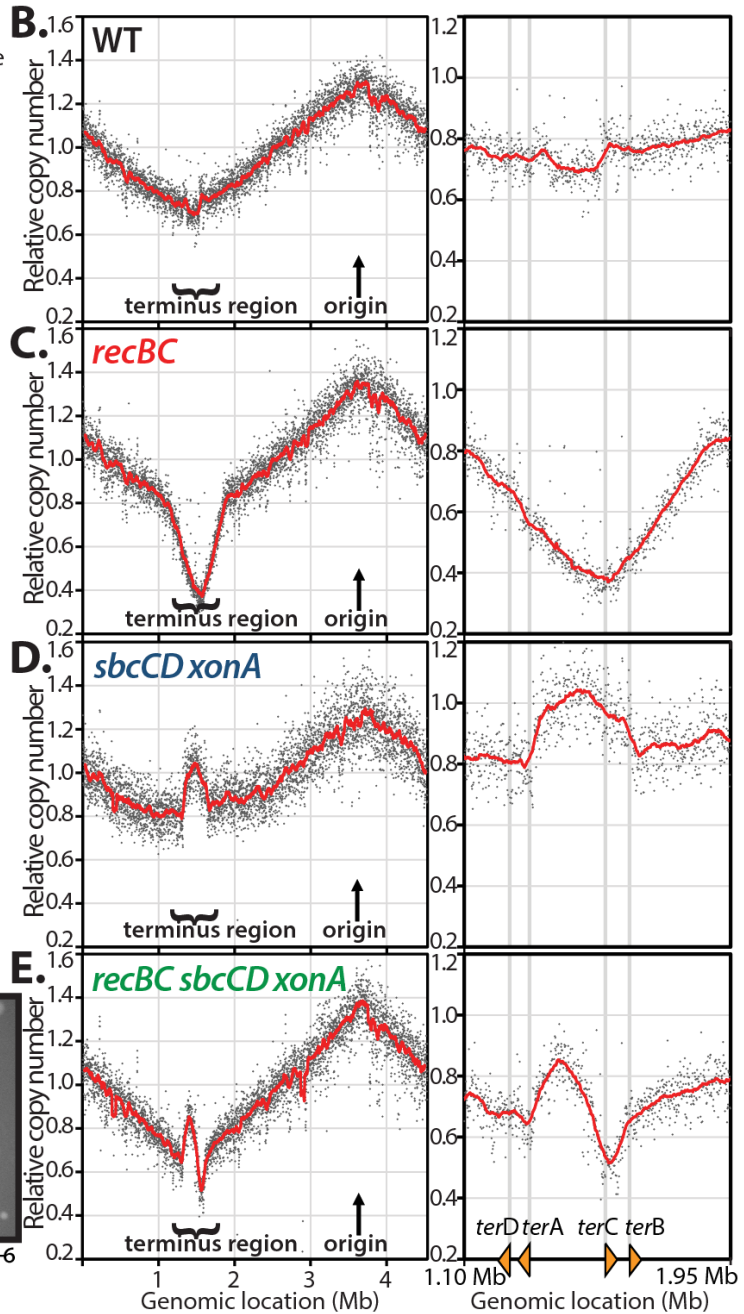 B.
WT
e
1.6
1.4
1.2
1.0
0.8
0.6
0.4
0.2
Relative copy number
terminus region
origin
1.2
1.0
0.8
0.6
0.4
0.2
C.
recBC
1.6
1.4
1.2
1.0
0.8
0.6
0.4
0.2
Relative copy number
terminus region
origin
1.2
1.0
0.8
0.6
0.4
0.2
D.
sbcCD xonA
1.6
1.4
1.2
1.0
0.8
0.6
0.4
0.2
Relative copy number
terminus region
origin
1.2
1.0
0.8
0.6
0.4
0.2
E.
recBC sbcCD xonA
1.6
1.4
1.2
1.0
0.8
0.6
0.4
0.2
Relative copy number
terminus region
origin
1 2 3 4
Genomic location (Mb)
1.2
1.0
0.8
0.6
0.4
0.2
terD terA terC terB
1.10 Mb 1.95 Mb
Genomic location (Mb)
-6